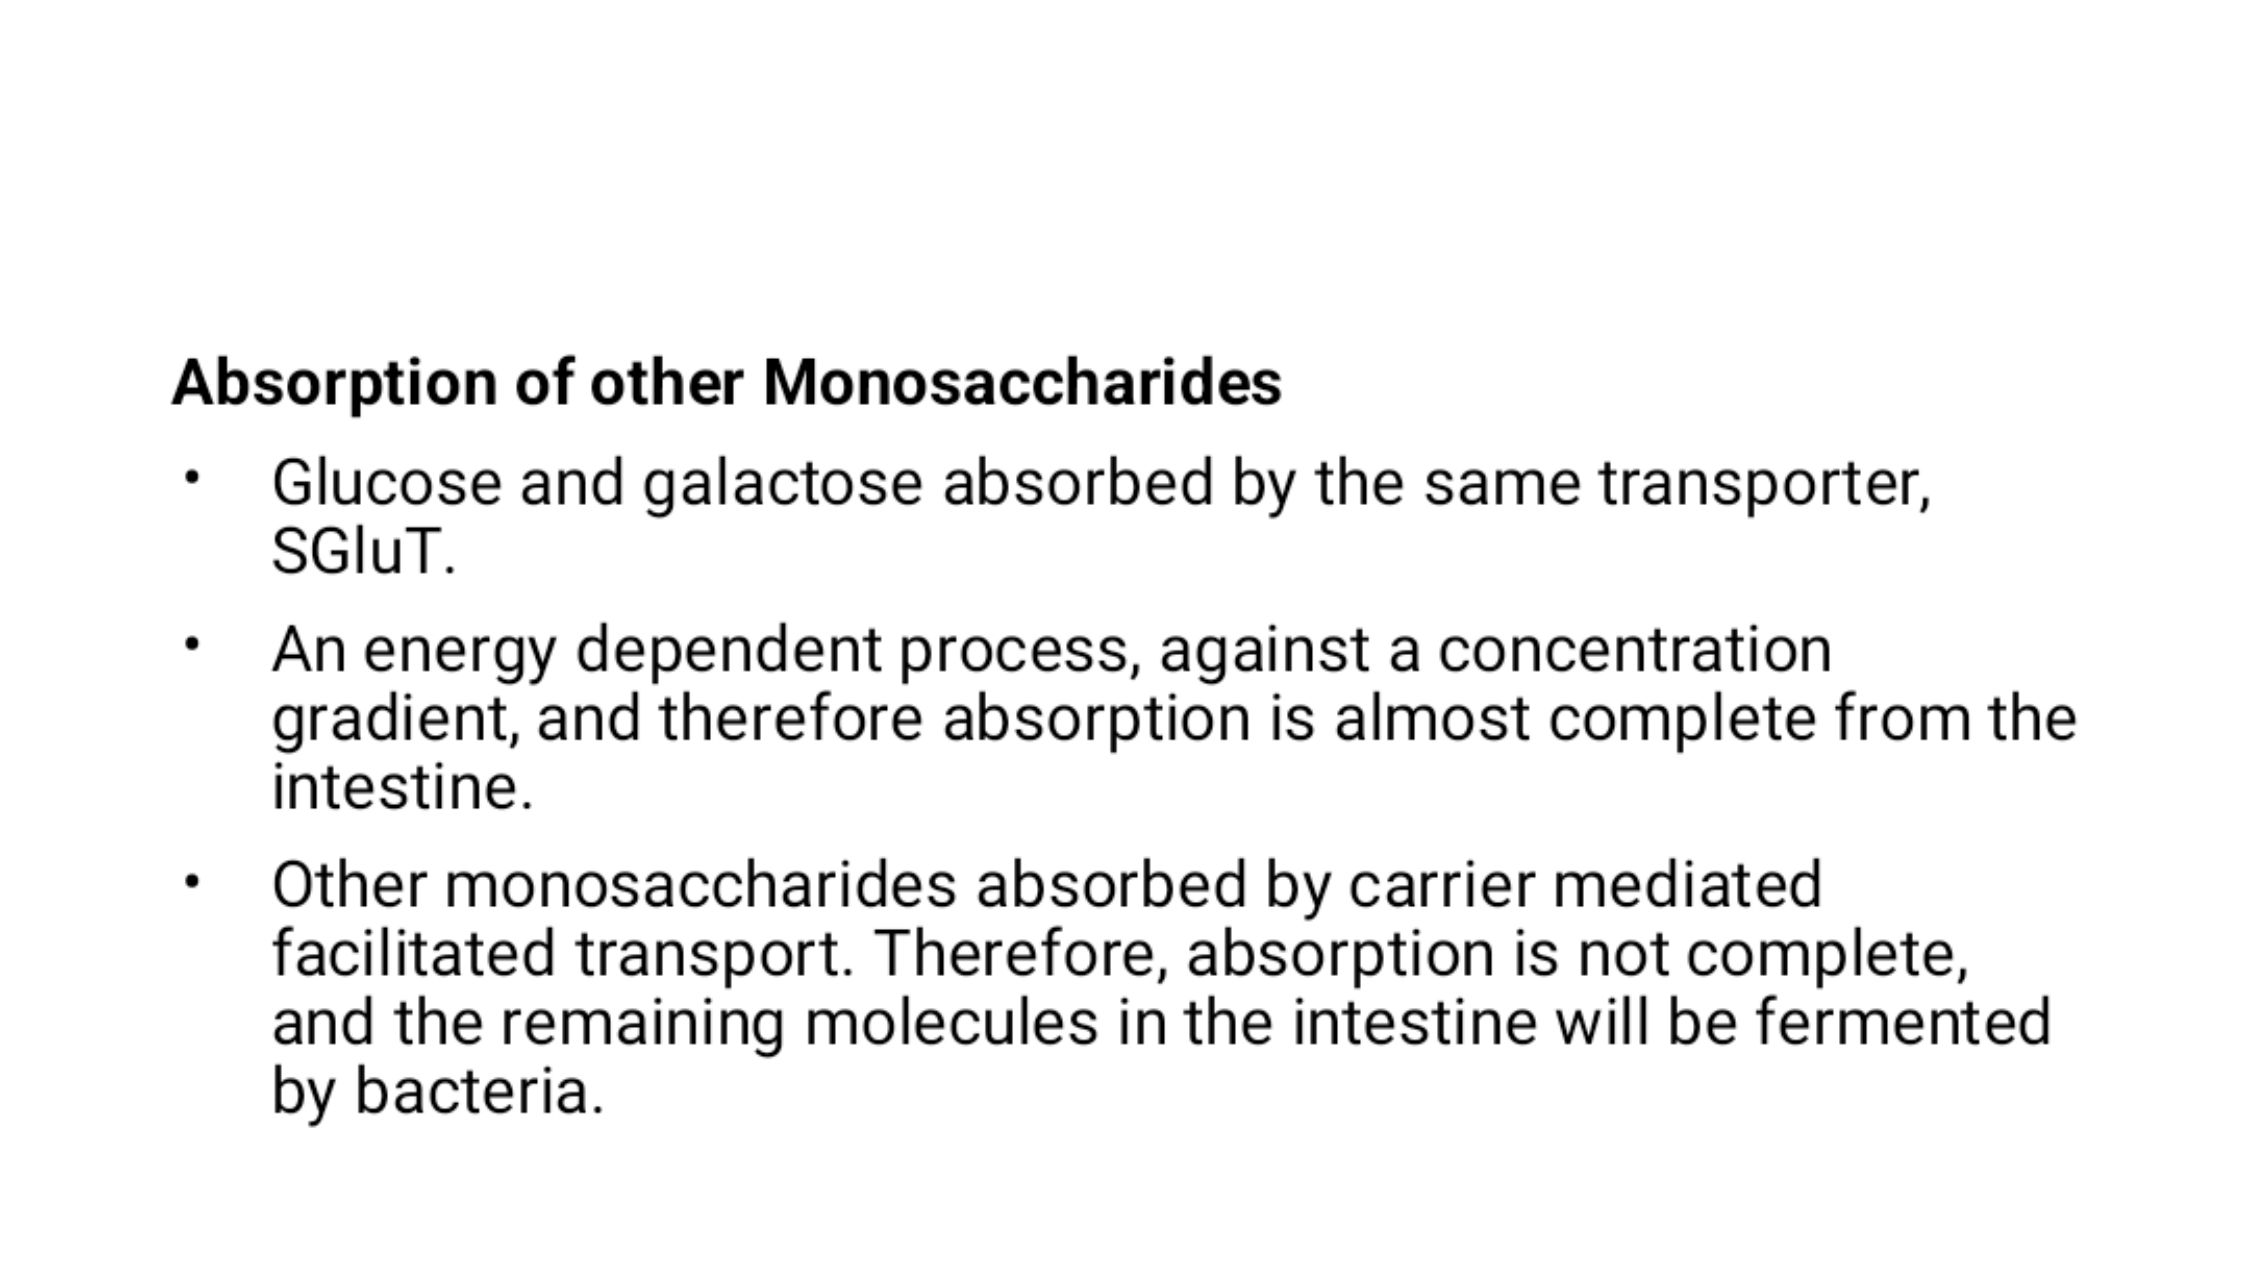 Absorption of other Monosaccharides
• Glucose and galactose absorbed by the same transporter,
SGluT.
• An energy dependent process, against a concentration
gradient, and therefore absorption is almost complete from the
intestine.
• Other monosaccharides absorbed by carrier mediated
facilitated transport. Therefore, absorption is not complete,
and the remaining molecules in the intestine will be fermented
by bacteria.